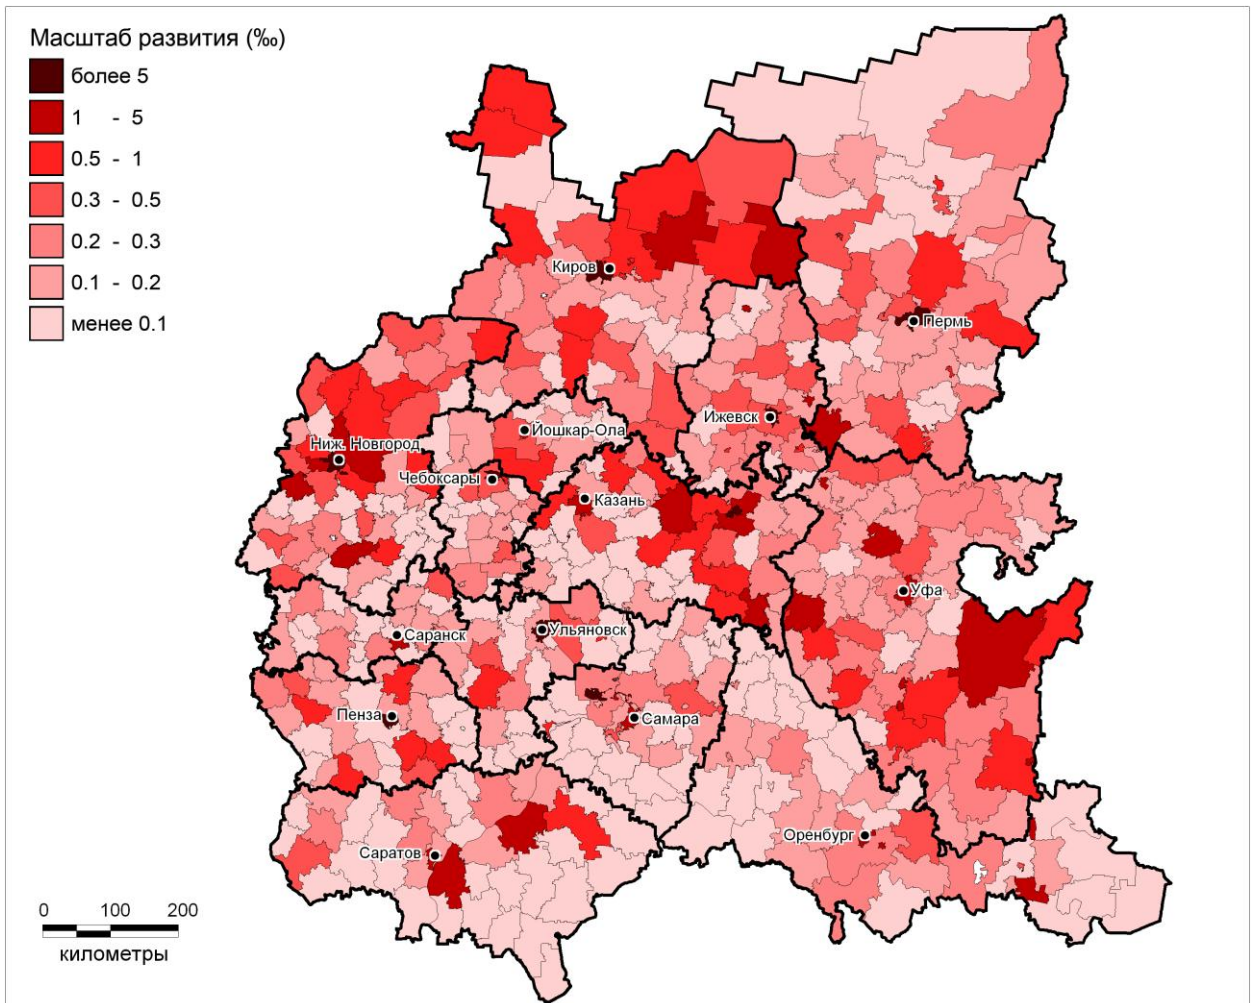 Масштаб развития (‰)
более 5
1 - 5
0.5 - 1
0.3 - 0.5
0.2 - 0.3
0.1 - 0.2
менее 0.1
Киров
Пермь
Ижевск
Йошкар-Ола
Ниж. Новгород
Чебоксары
Казань
Уфа
Саранск
Ульяновск
Пенза
Самара
Оренбург
Саратов
0 100 200
километры